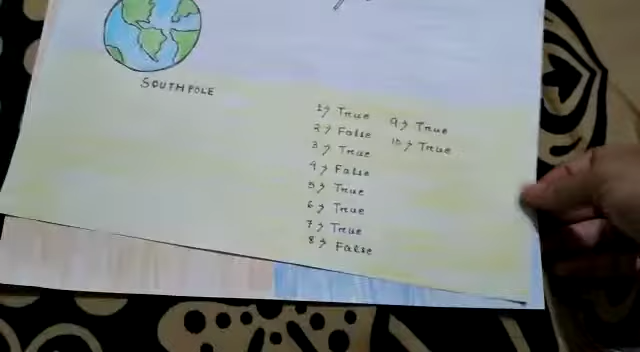 SOUTHPOLE
1) True
2) False
3) True
4) False
5) True
6) True
7) True
8) False
9) True
10) True